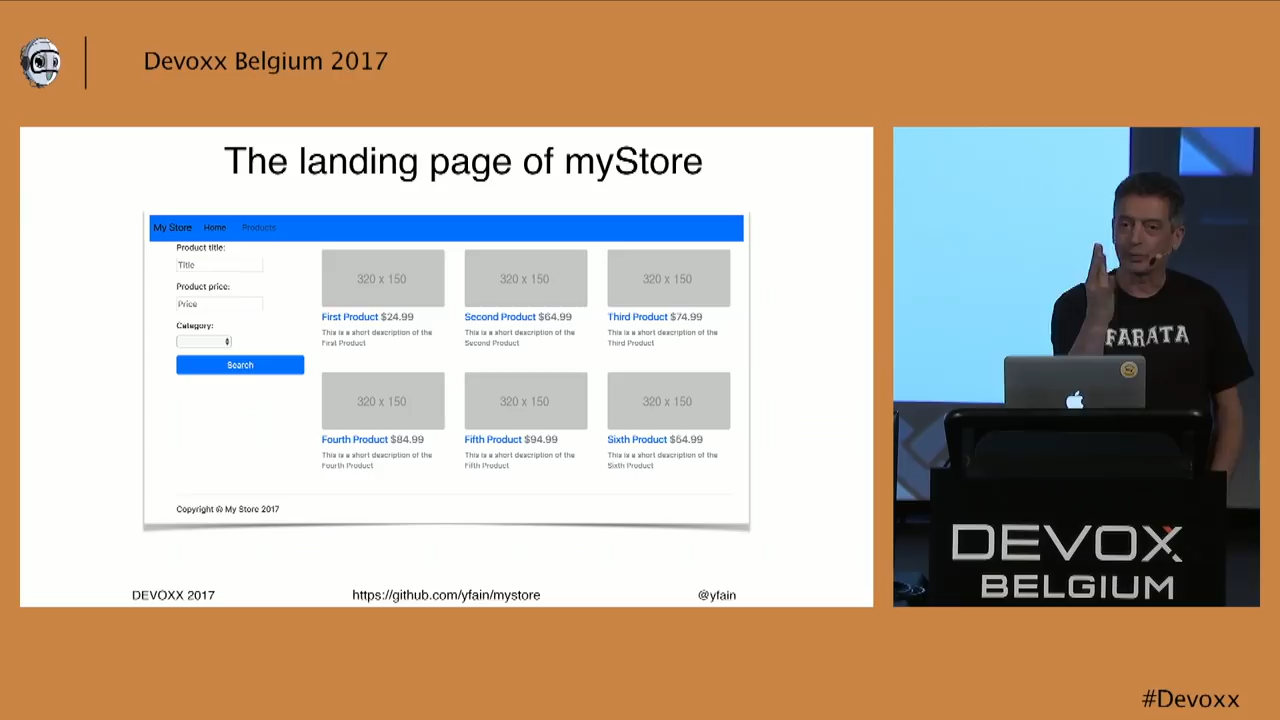 Devoxx Belgium 2017
The landing page of myStore
My Store Home Products
Product title:
Title
Product price:
Price
Category:
Search
320 x 150 320 x 150 320 x 150
First Product $24.99 Second Product $64.99 Third Product $74.99
This is a short description of the This is a short description of the This is a short description of the
First Product Second Product Third Product
320 x 150 320 x 150 320 x 150
Fourth Product $84.99 Fifth Product $94.99 Sixth Product $54.99
This is a short description of the This is a short description of the This is a short description of the
Fourth Product Fifth Product Sixth Product
Copyright © My Store 2017
DEVOXX 2017 https://github.com/yfain/mystore @yfain
FARATA
DEVOXX
BELGIUM
#Devoxx